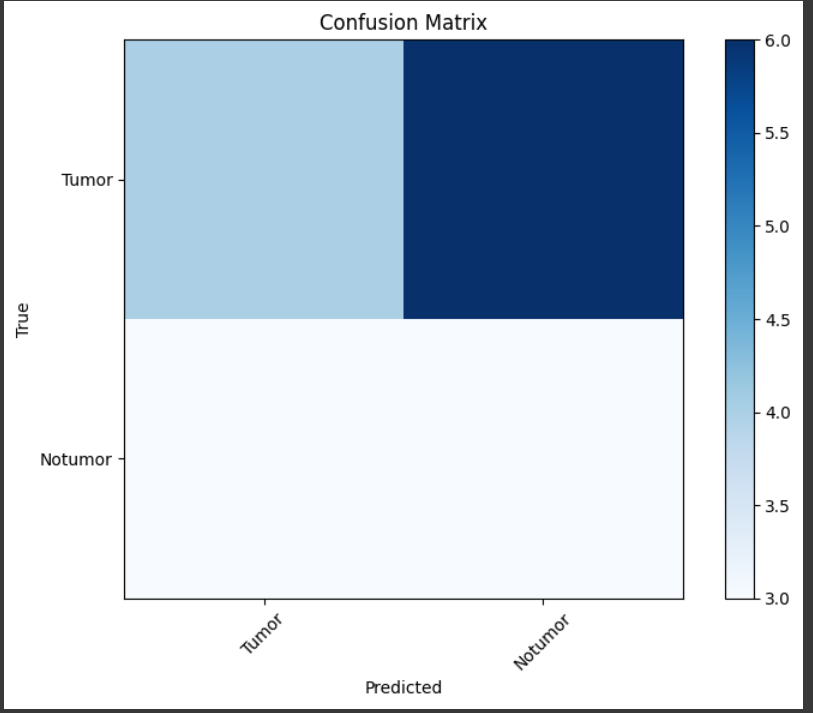 Confusion Matrix
True
Tumor
Notumor
Tumor
Notumor
Predicted
6.0
5.5
5.0
4.5
4.0
3.5
3.0